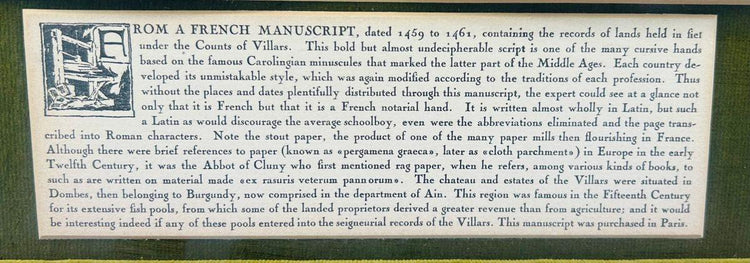 FROM A FRENCH MANUSCRIPT, dated 1459 to 1461, containing the records of lands held in fief
under the Counts of Villars. This bold but almost undecipherable script is one of the many cursive hands
based on the famous Carolingian minuscules that marked the latter part of the Middle Ages. Each country de-
veloped its unmistakable style, which was again modified according to the traditions of each profession. Thus
without the places and dates plentifully distributed through this manuscript, the expert could see at a glance not
only that it is French but that it is a French notarial hand. It is written almost wholly in Latin, but such
a Latin as would discourage the average schoolboy, even were the abbreviations eliminated and the page trans-
cribed into Roman characters. Note the stout paper, the product of one of the many paper mills then flourishing in France.
Although there were brief references to paper (known as «pergamena graeca», later as «cloth parchment») in Europe in the early
Twelfth Century, it was the Abbot of Cluny who first mentioned rag paper, when he refers, among various kinds of books, to
such as are written on material made «ex rasuris veterum pannorum». The chateau and estates of the Villars were situated in
Dombes, then belonging to Burgundy, now comprised in the department of Ain. This region was famous in the Fifteenth Century
for its extensive fish pools, from which some of the landed proprietors derived a greater revenue than from agriculture; and it would
be interesting indeed if any of these pools entered into the seigneurial records of the Villars. This manuscript was purchased in Paris.